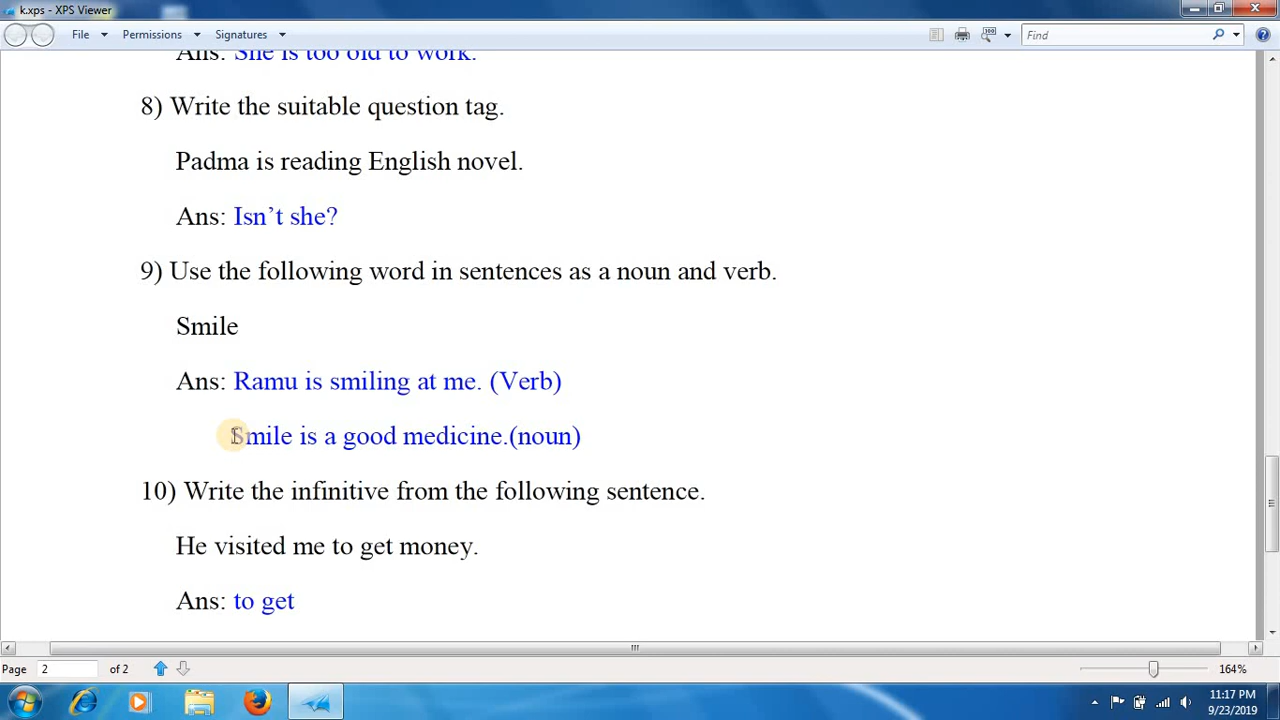 k.xps - XPS Viewer
File Permissions Signatures Find
Ans: She is too old to work.
8) Write the suitable question tag.
Padma is reading English novel.
Ans: Isn’t she?
9) Use the following word in sentences as a noun and verb.
Smile
Ans: Ramu is smiling at me. (Verb)
Smile is a good medicine.(noun)
10) Write the infinitive from the following sentence.
He visited me to get money.
Ans: to get
Page 2 of 2 164%
11:17 PM
9/23/2019